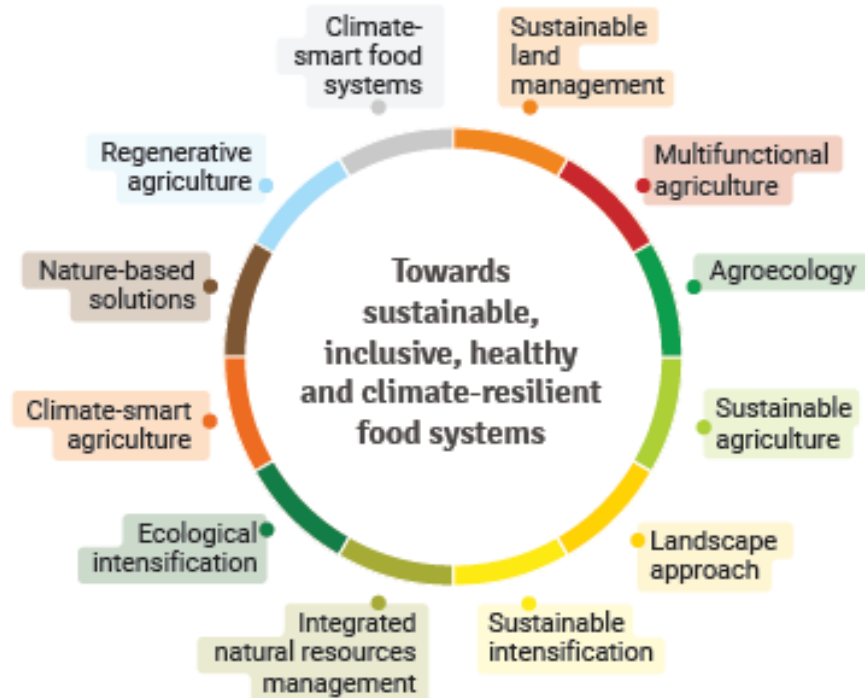 Climate-
smart food
systems
Sustainable
land
management
Multifunctional
agriculture
Agroecology
Sustainable
agriculture
Landscape
approach
Sustainable
intensification
Integrated
natural resources
management
Ecological
intensification
Climate-smart
agriculture
Nature-based
solutions
Regenerative
agriculture
Towards
sustainable,
inclusive, healthy
and climate-resilient
food systems